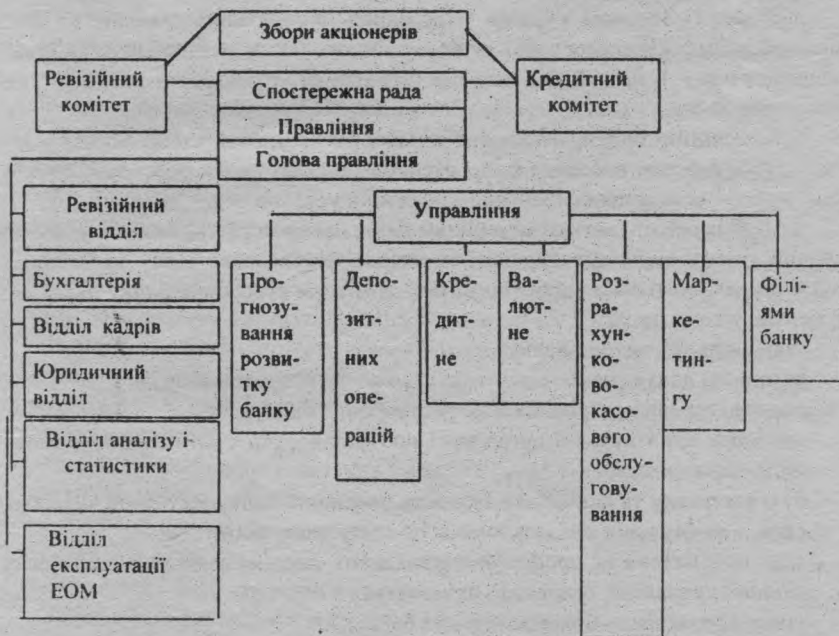 Збори акціонерів
Ревізійний
комітет
Спостережна рада
Правління
Голова правління
Кредитний
комітет
Ревізійний
відділ
Бухгалтерія
Відділ кадрів
Юридичний
відділ
Відділ аналізу і
статистики
Відділ
експлуатації
ЕОМ
Управління
Про-
гнозу-
вання
розви-
тку
банку
Депо-
зит-
них
опе-
рацій
Кре-
дит-
не
Ва-
лют-
не
Роз-
ра-
хун-
ко-
во-
касо-
вого
обслу-
гову-
вання
Мар-
ке-
тин-
гу
Філі-
ями
банку